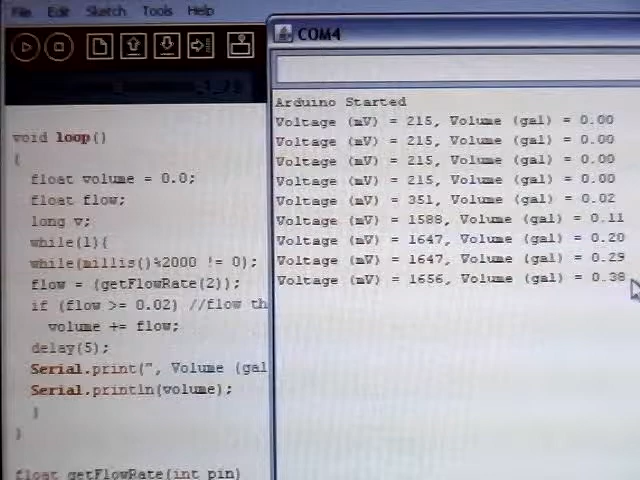 File Edit Sketch Tools Help
COM4
Arduino Started
Voltage (mV) = 215, Volume (gal) = 0.00
Voltage (mV) = 215, Volume (gal) = 0.00
Voltage (mV) = 215, Volume (gal) = 0.00
Voltage (mV) = 215, Volume (gal) = 0.00
Voltage (mV) = 351, Volume (gal) = 0.02
Voltage (mV) = 1588, Volume (gal) = 0.11
Voltage (mV) = 1647, Volume (gal) = 0.20
Voltage (mV) = 1647, Volume (gal) = 0.29
Voltage (mV) = 1656, Volume (gal) = 0.38
void loop()
{
float volume = 0.0;
float flow;
long v;
while(1){
while(millis()%2000 != 0);
flow = (getFlowRate(2));
if (flow >= 0.02) //flow th
volume += flow;
delay(5);
Serial.print(", Volume (gal
Serial.println(volume);
}
}
float getFlowRate(int pin)